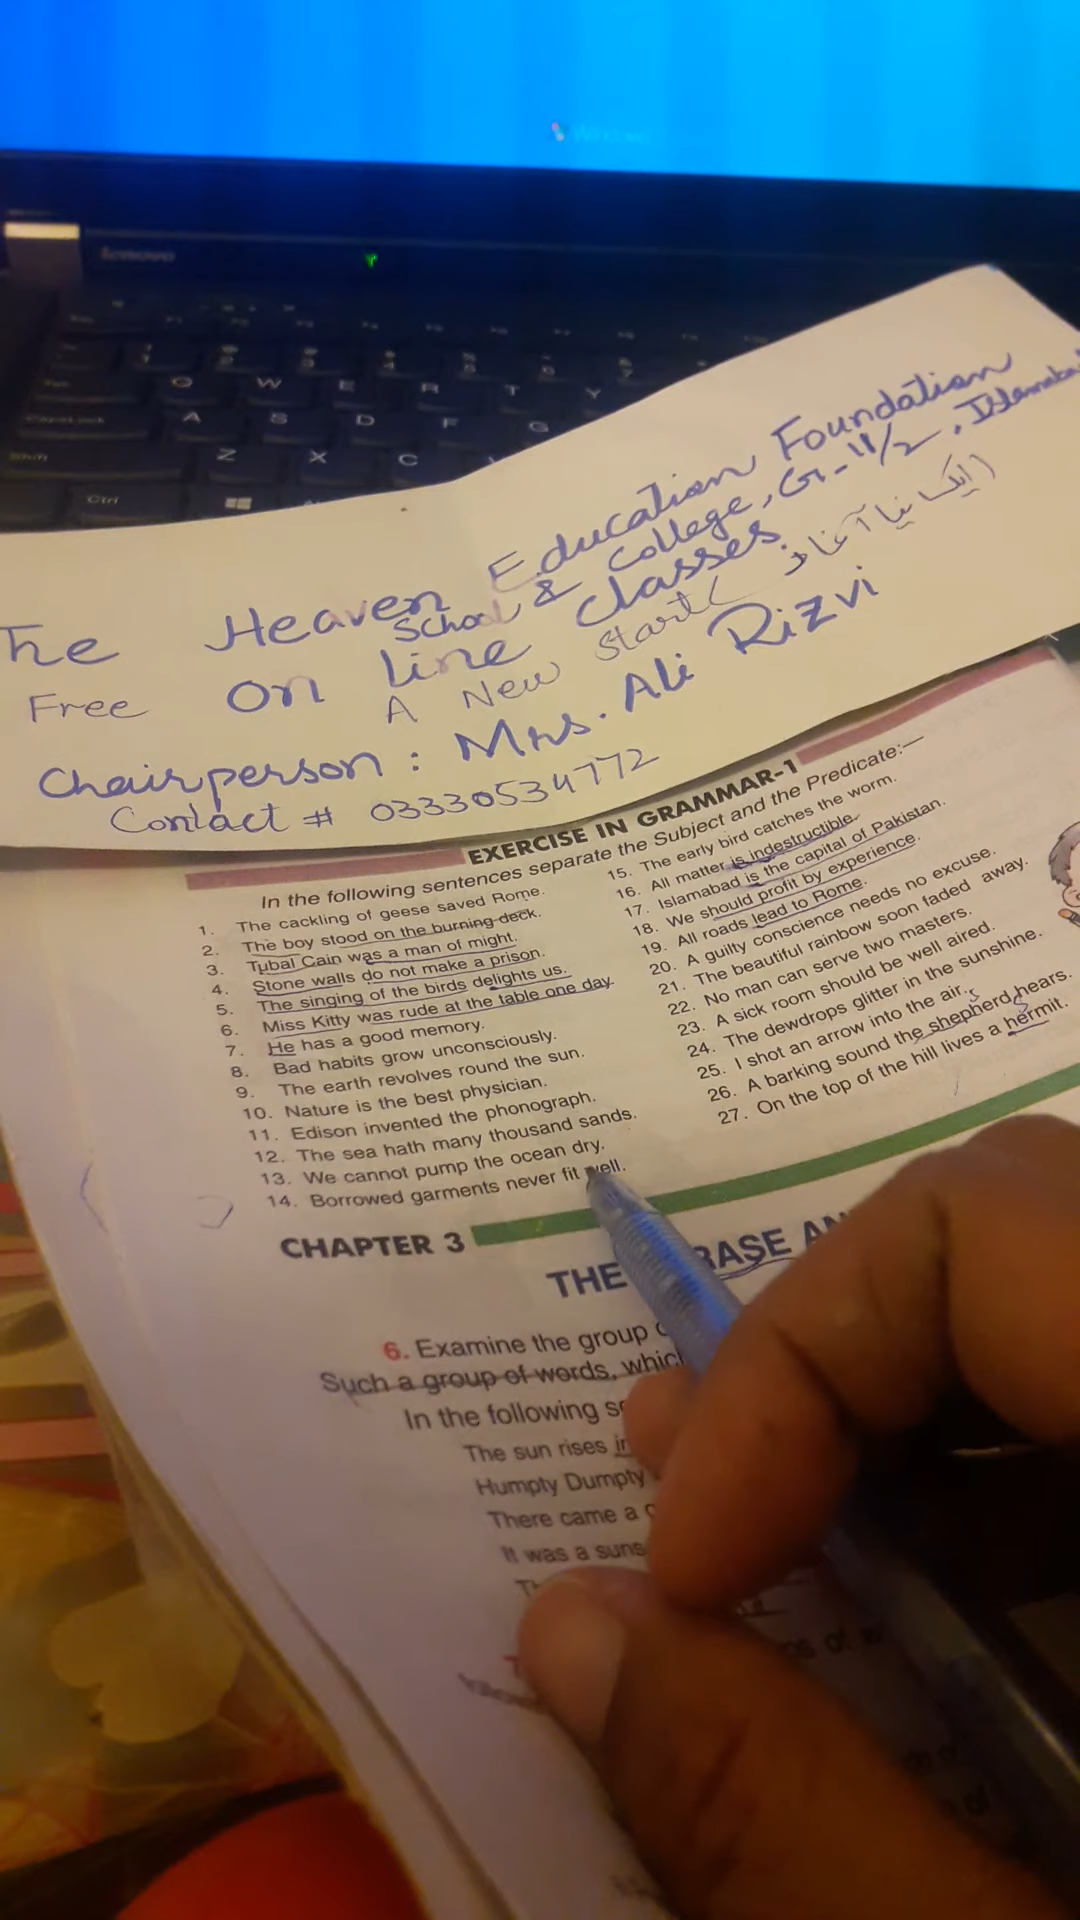 Windows
lenovo
Q W E R T Y
A S D F G
Z X C
Ctrl
The Heaven Education Foundation
School & College, G-11/2, Islamabad
Free On line Classes.
A New Start (ایک نیا آغاز)
Chairperson : Mrs. Ali Rizvi
Contact # 03330534772
EXERCISE IN GRAMMAR-1
In the following sentences separate the Subject and the Predicate:—
1. The cackling of geese saved Rome.
2. The boy stood on the burning deck.
3. Tubal Cain was a man of might.
4. Stone walls do not make a prison.
5. The singing of the birds delights us.
6. Miss Kitty was rude at the table one day.
7. He has a good memory.
8. Bad habits grow unconsciously.
9. The earth revolves round the sun.
10. Nature is the best physician.
11. Edison invented the phonograph.
12. The sea hath many thousand sands.
13. We cannot pump the ocean dry.
14. Borrowed garments never fit well.
15. The early bird catches the worm.
16. All matter is indestructible.
17. Islamabad is the capital of Pakistan.
18. We should profit by experience.
19. All roads lead to Rome.
20. A guilty conscience needs no excuse.
21. The beautiful rainbow soon faded away.
22. No man can serve two masters.
23. A sick room should be well aired.
24. The dewdrops glitter in the sunshine.
25. I shot an arrow into the air.
26. A barking sound the shepherd hears.
27. On the top of the hill lives a hermit.
CHAPTER 3
THE
6. Examine the group
Such a group of words, which
In the following
The sun rises in
Humpty Dumpty
There came a
It was a